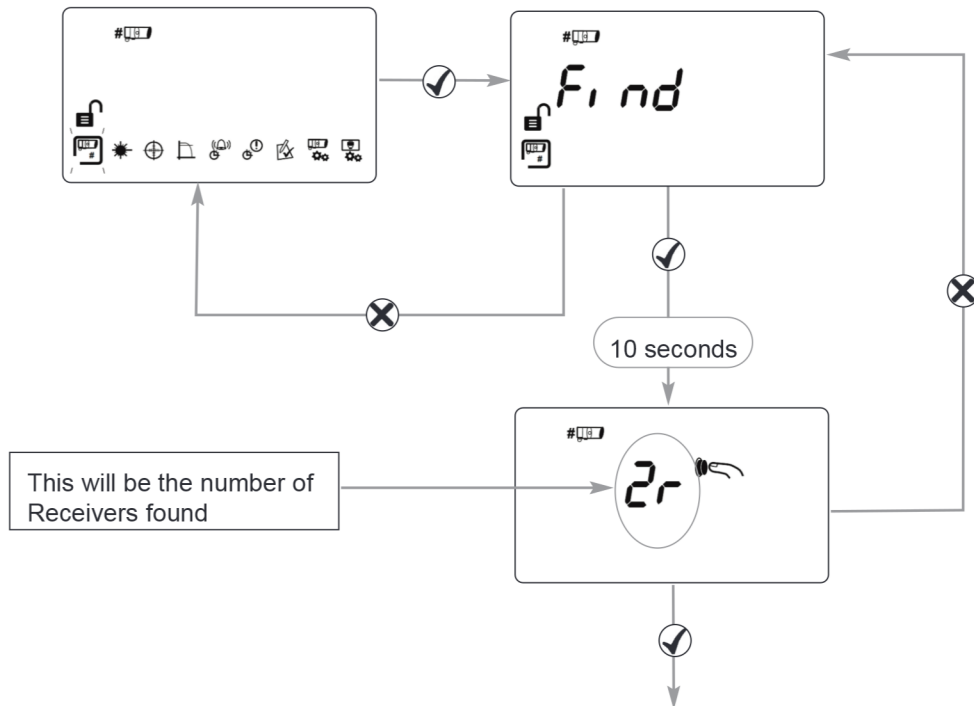 #
#
Find
#
#
10 seconds
#
2r
This will be the number of
Receivers found